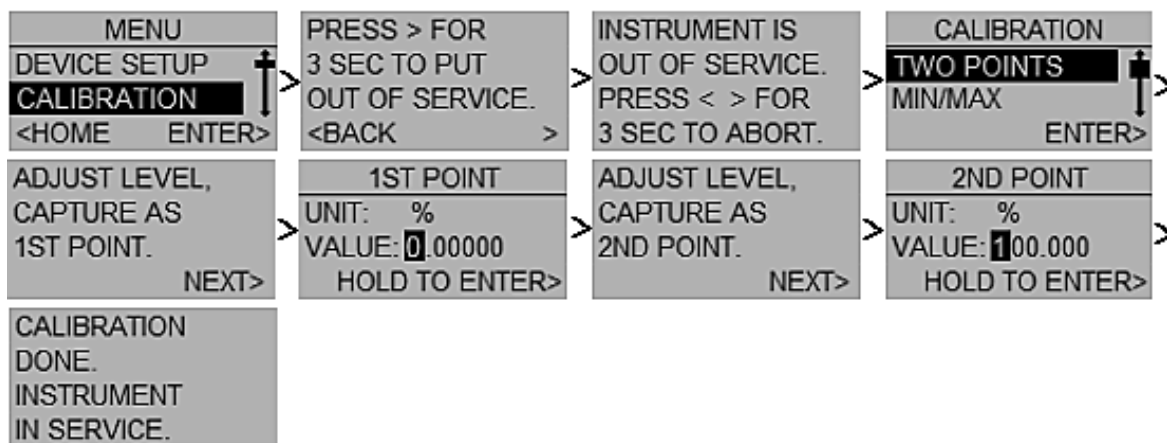 MENU
DEVICE SETUP
CALIBRATION
<HOME ENTER>
>
PRESS > FOR
3 SEC TO PUT
OUT OF SERVICE.
<BACK >
>
INSTRUMENT IS
OUT OF SERVICE.
PRESS < > FOR
3 SEC TO ABORT.
>
CALIBRATION
TWO POINTS
MIN/MAX
ENTER>
>
ADJUST LEVEL,
CAPTURE AS
1ST POINT.
NEXT>
>
1ST POINT
UNIT: %
VALUE: 0.00000
HOLD TO ENTER>
>
ADJUST LEVEL,
CAPTURE AS
2ND POINT.
NEXT>
>
2ND POINT
UNIT: %
VALUE: 100.000
HOLD TO ENTER>
>
CALIBRATION
DONE.
INSTRUMENT
IN SERVICE.